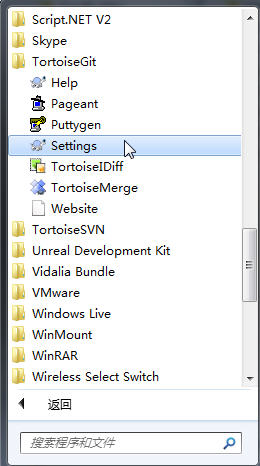 Script.NET V2
Skype
TortoiseGit
Help
Pageant
Puttygen
Settings
TortoiseIDiff
TortoiseMerge
Website
TortoiseSVN
Unreal Development Kit
Vidalia Bundle
VMware
Windows Live
WinMount
WinRAR
Wireless Select Switch
返回
搜索程序和文件